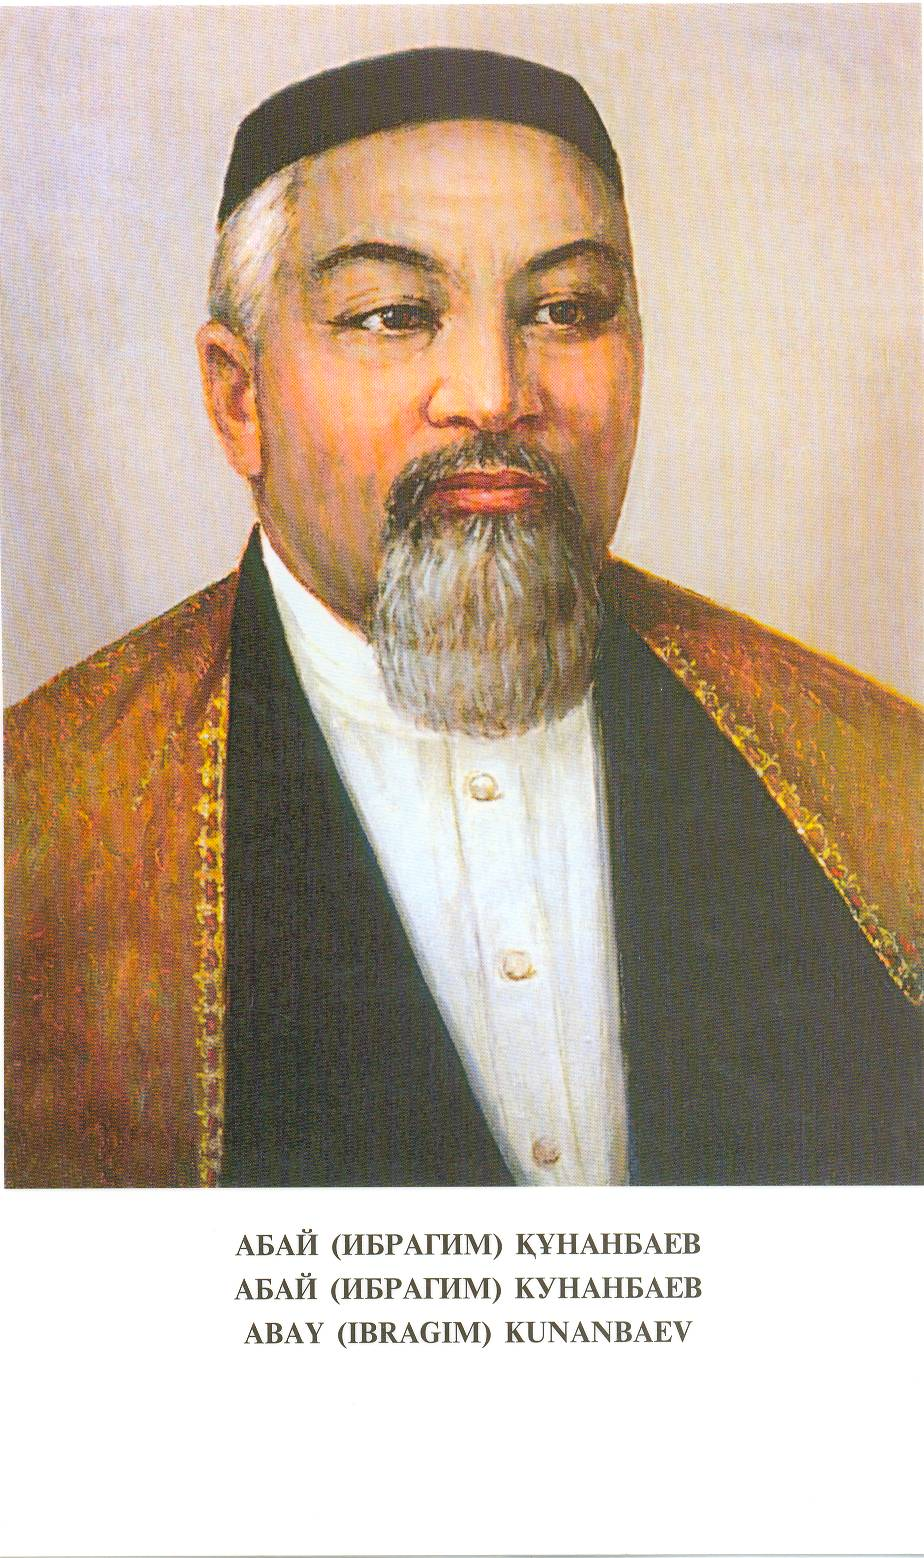 АБАЙ (ИБРАГИМ) ҚҰНАНБАЕВ
АБАЙ (ИБРАГИМ) КУНАНБАЕВ
ABAY (IBRAGIM) KUNANBAEV